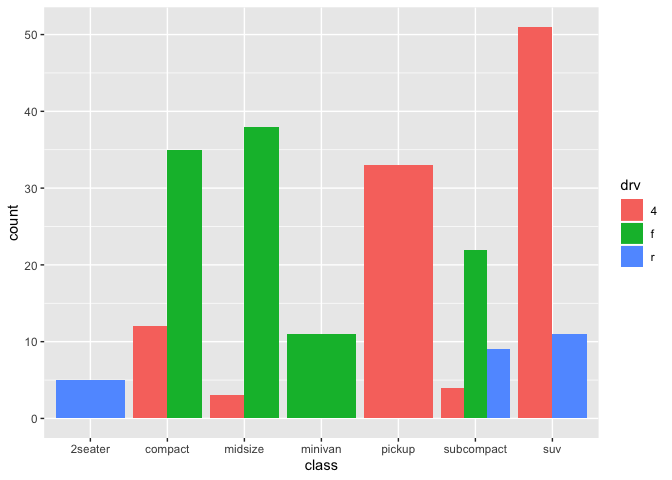 50
40
30
20
10
0
count
2seater compact midsize minivan pickup subcompact suv
class
drv
4
f
r